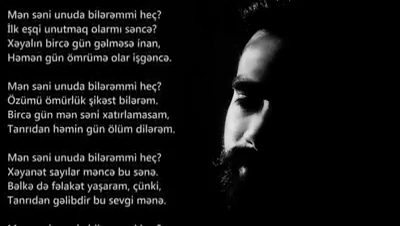 Mən səni unuda bilərəmmi heç?
İlk eşqi unutmaq olarmı səncə?
Xəyalın bircə gün gəlməsə inan,
Həmən gün ömrümə olar işgəncə.
Mən səni unuda bilərəmmi heç?
Özümü ömürlük şikəst bilərəm.
Bircə gün mən səni xatırlamasam,
Tanrıdan həmin gün ölüm dilərəm.
Mən səni unuda bilərəmmi heç?
Xəyanət sayılar məncə bu sənə.
Bəlkə də fəlakət yaşaram, çünki,
Tanrıdan gəlibdir bu sevgi mənə.